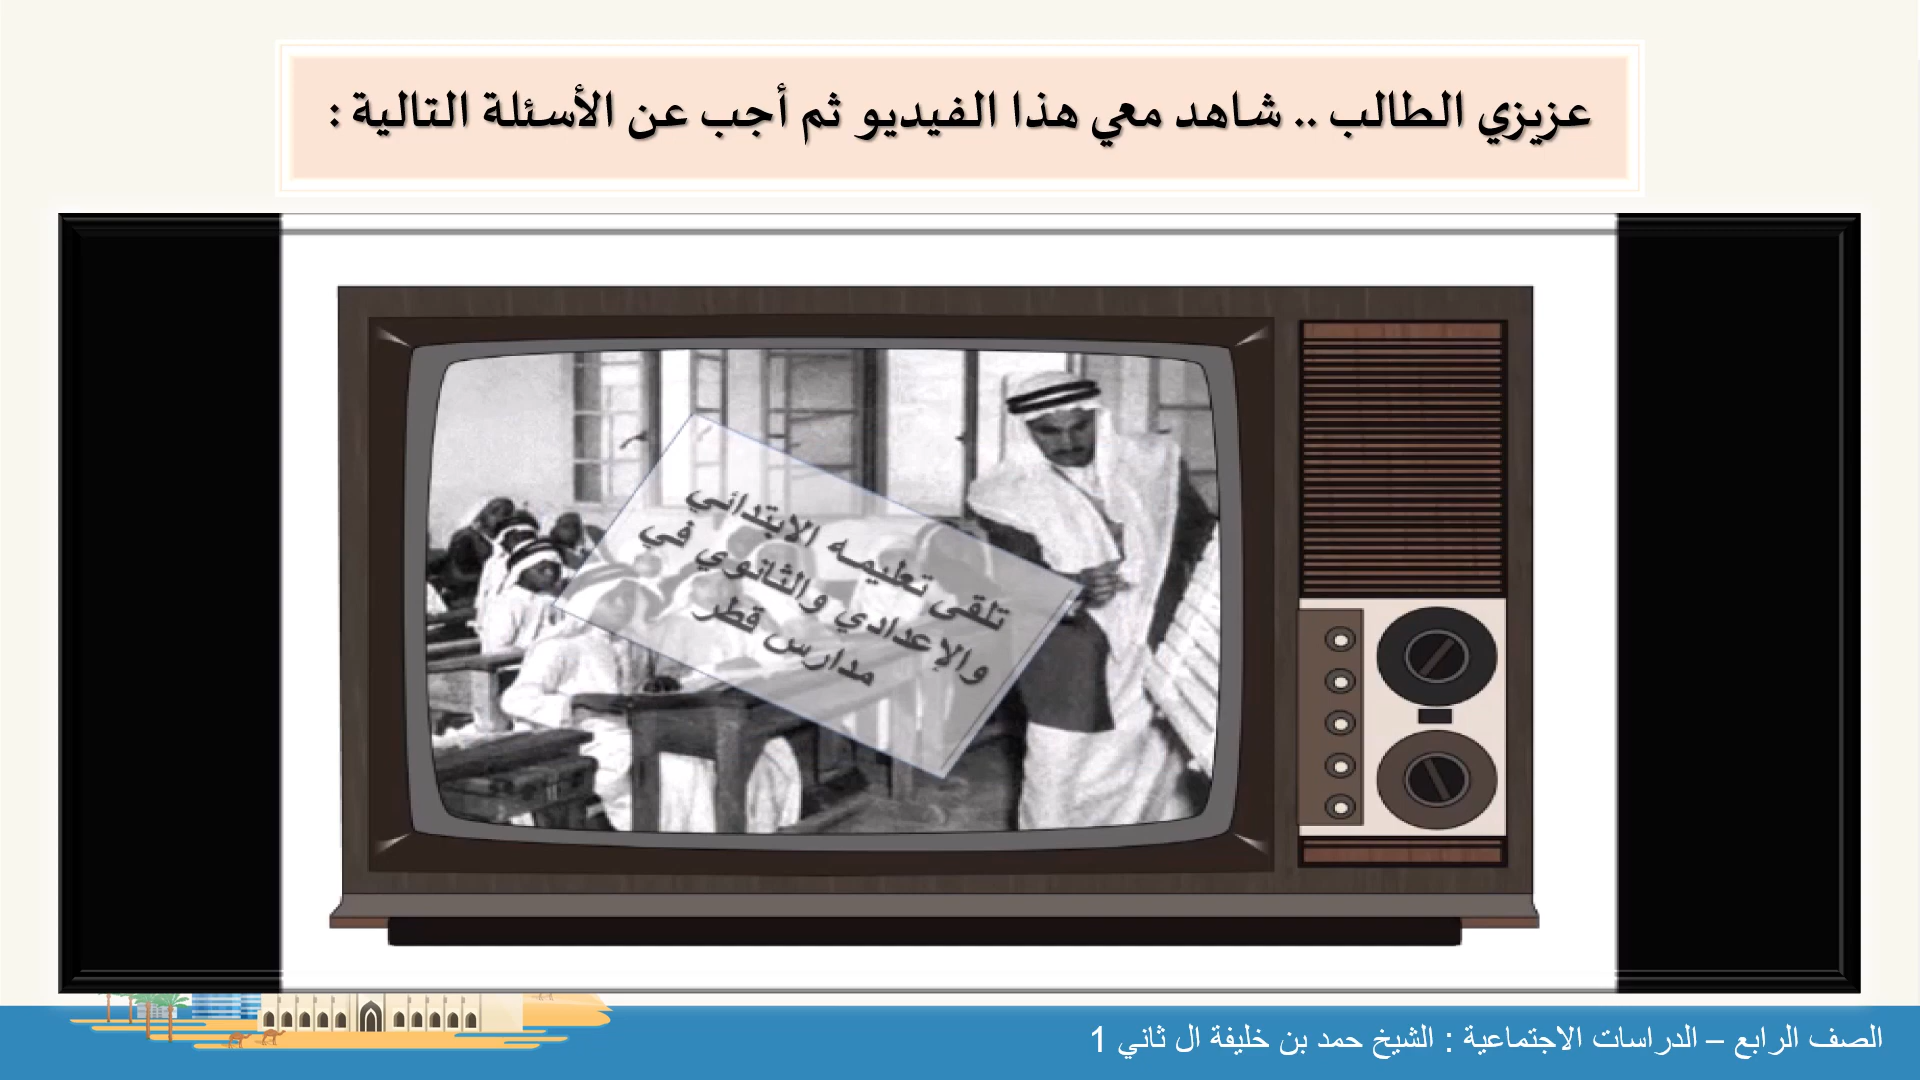 عزيزي الطالب .. شاهد معي هذا الفيديو ثم أجب عن الأسئلة التالية :
تلقى تعليمه الابتدائي
والإعدادي والثانوي في
مدارس قطر
الصف الرابع – الدراسات الاجتماعية : الشيخ حمد بن خليفة ال ثاني 1